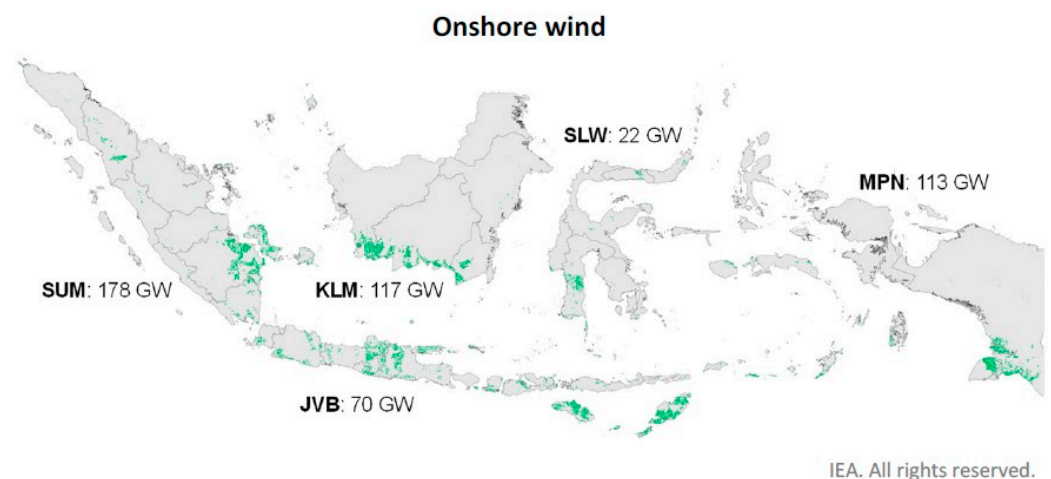 Onshore wind
SLW: 22 GW
MPN: 113 GW
SUM: 178 GW
KLM: 117 GW
JVB: 70 GW
IEA. All rights reserved.